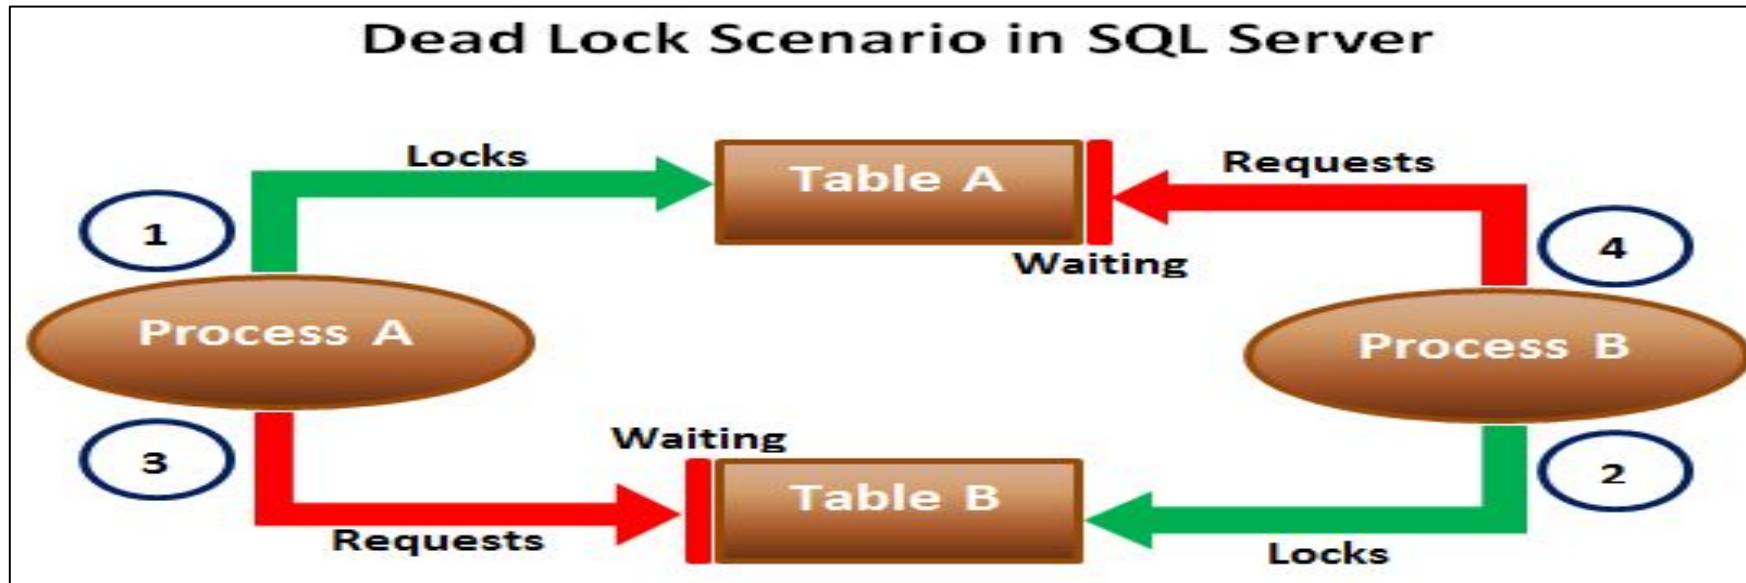 Dead Lock Scenario in SQL Server
Locks
Table A
Requests
1
Waiting
4
Process A
Process B
3
Waiting
2
Table B
Requests
Locks